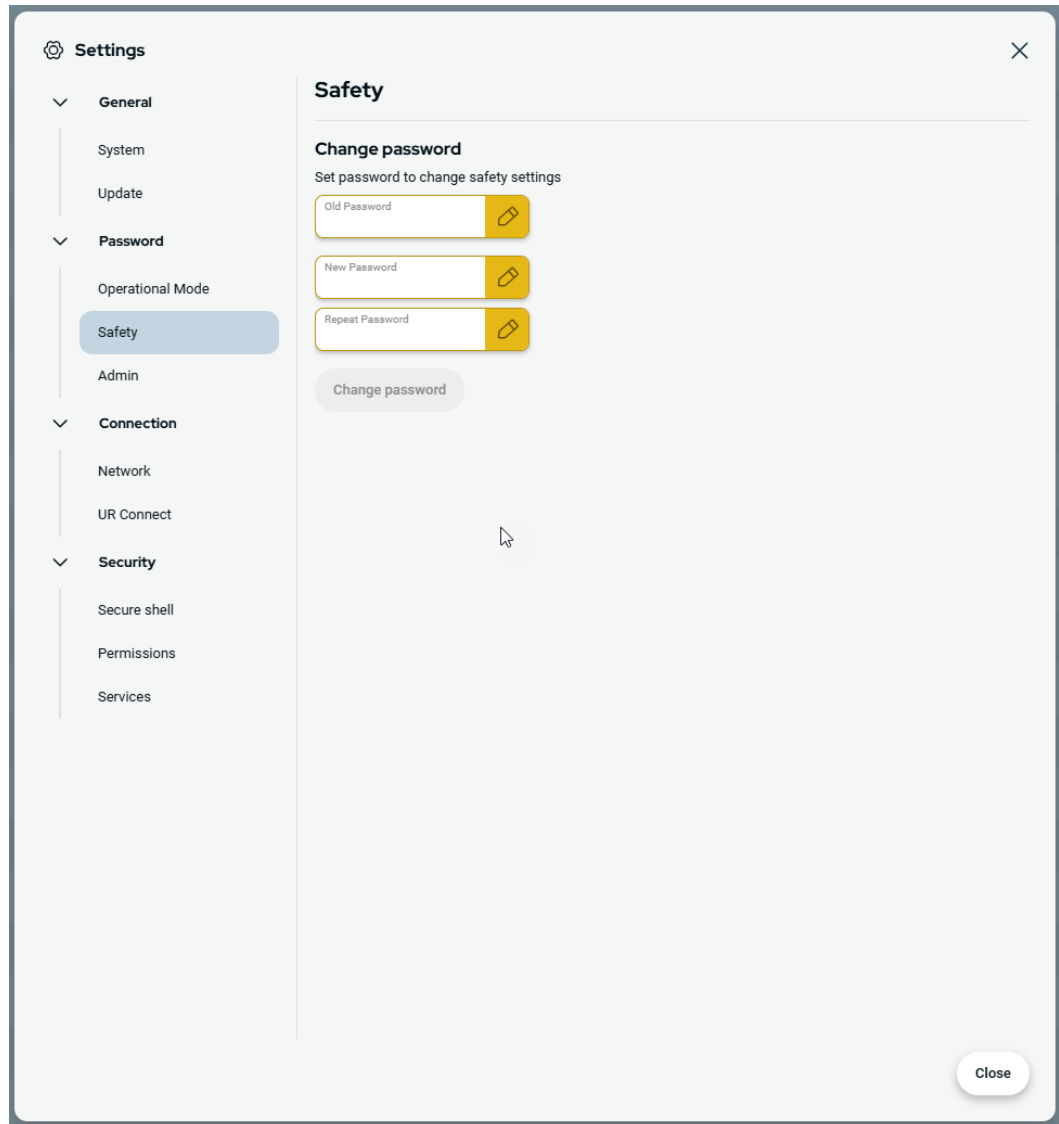 Settings
General
System
Update
Password
Operational Mode
Safety
Admin
Connection
Network
UR Connect
Security
Secure shell
Permissions
Services
Safety
Change password
Set password to change safety settings
Old Password
New Password
Repeat Password
Change password
Close